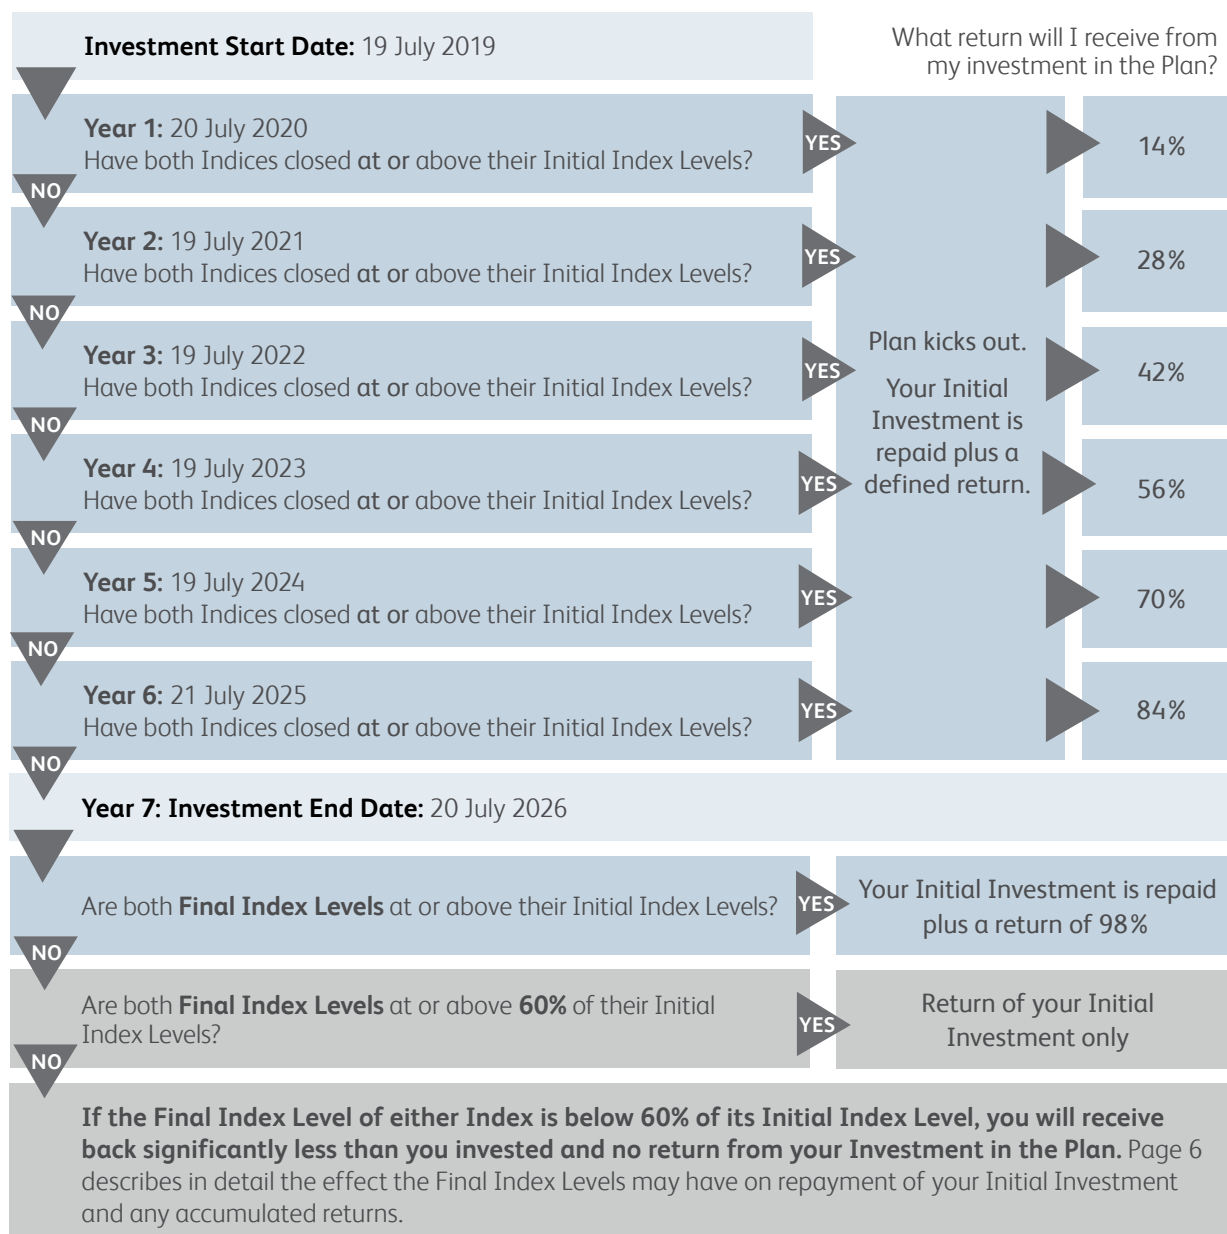 Investment Start Date: 19 July 2019
What return will I receive from
my investment in the Plan?
Year 1: 20 July 2020
Have both Indices closed at or above their Initial Index Levels?
YES
14%
NO
Year 2: 19 July 2021
Have both Indices closed at or above their Initial Index Levels?
YES
28%
NO
Year 3: 19 July 2022
Have both Indices closed at or above their Initial Index Levels?
YES
Plan kicks out.
Your Initial
Investment is
repaid plus a
defined return.
42%
NO
Year 4: 19 July 2023
Have both Indices closed at or above their Initial Index Levels?
YES
56%
NO
Year 5: 19 July 2024
Have both Indices closed at or above their Initial Index Levels?
YES
70%
NO
Year 6: 21 July 2025
Have both Indices closed at or above their Initial Index Levels?
YES
84%
NO
Year 7: Investment End Date: 20 July 2026
Are both Final Index Levels at or above their Initial Index Levels?
YES
Your Initial Investment is repaid
plus a return of 98%
NO
Are both Final Index Levels at or above 60% of their Initial
Index Levels?
YES
Return of your Initial
Investment only
NO
If the Final Index Level of either Index is below 60% of its Initial Index Level, you will receive
back significantly less than you invested and no return from your Investment in the Plan. Page 6
describes in detail the effect the Final Index Levels may have on repayment of your Initial Investment
and any accumulated returns.